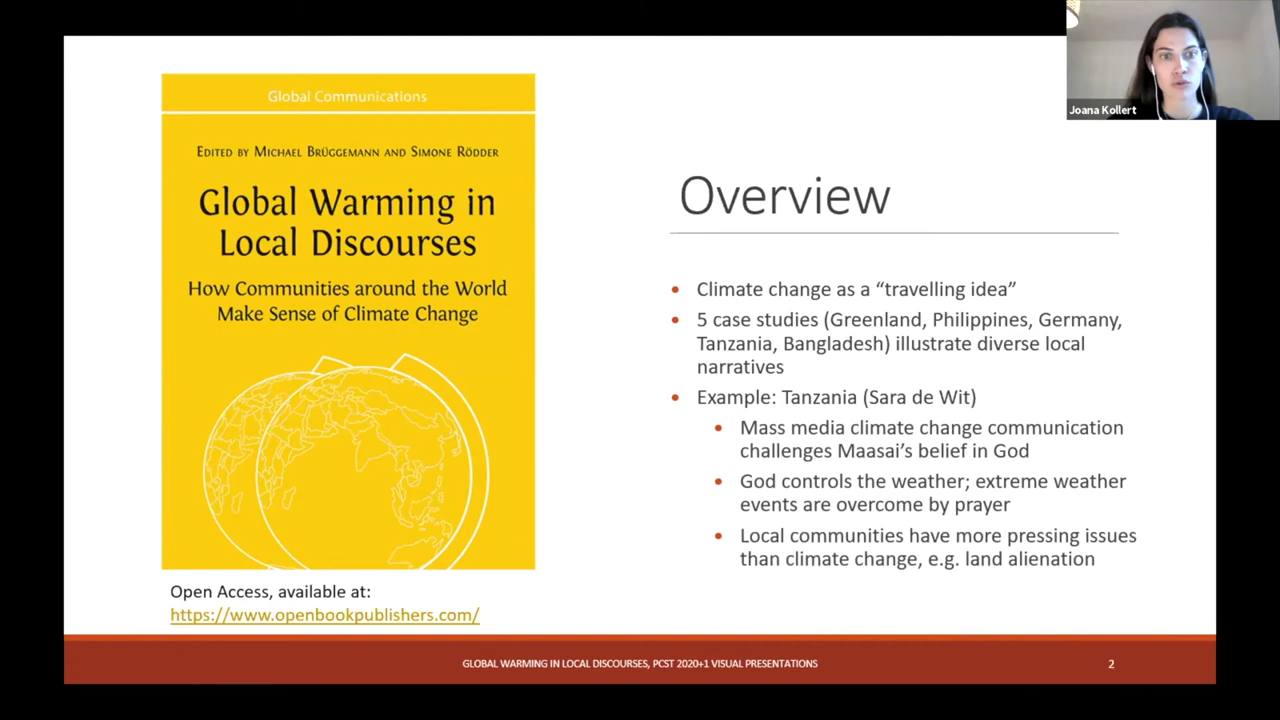 Joana Kollert
Global Communications
Edited by Michael Brüggemann and Simone Rödder
Global Warming in
Local Discourses
How Communities around the World
Make Sense of Climate Change
Open Access, available at:
https://www.openbookpublishers.com/
Overview
• Climate change as a “travelling idea”
• 5 case studies (Greenland, Philippines, Germany,
Tanzania, Bangladesh) illustrate diverse local
narratives
• Example: Tanzania (Sara de Wit)
• Mass media climate change communication
challenges Maasai’s belief in God
• God controls the weather; extreme weather
events are overcome by prayer
• Local communities have more pressing issues
than climate change, e.g. land alienation
GLOBAL WARMING IN LOCAL DISCOURSES, PCST 2020+1 VISUAL PRESENTATIONS
2